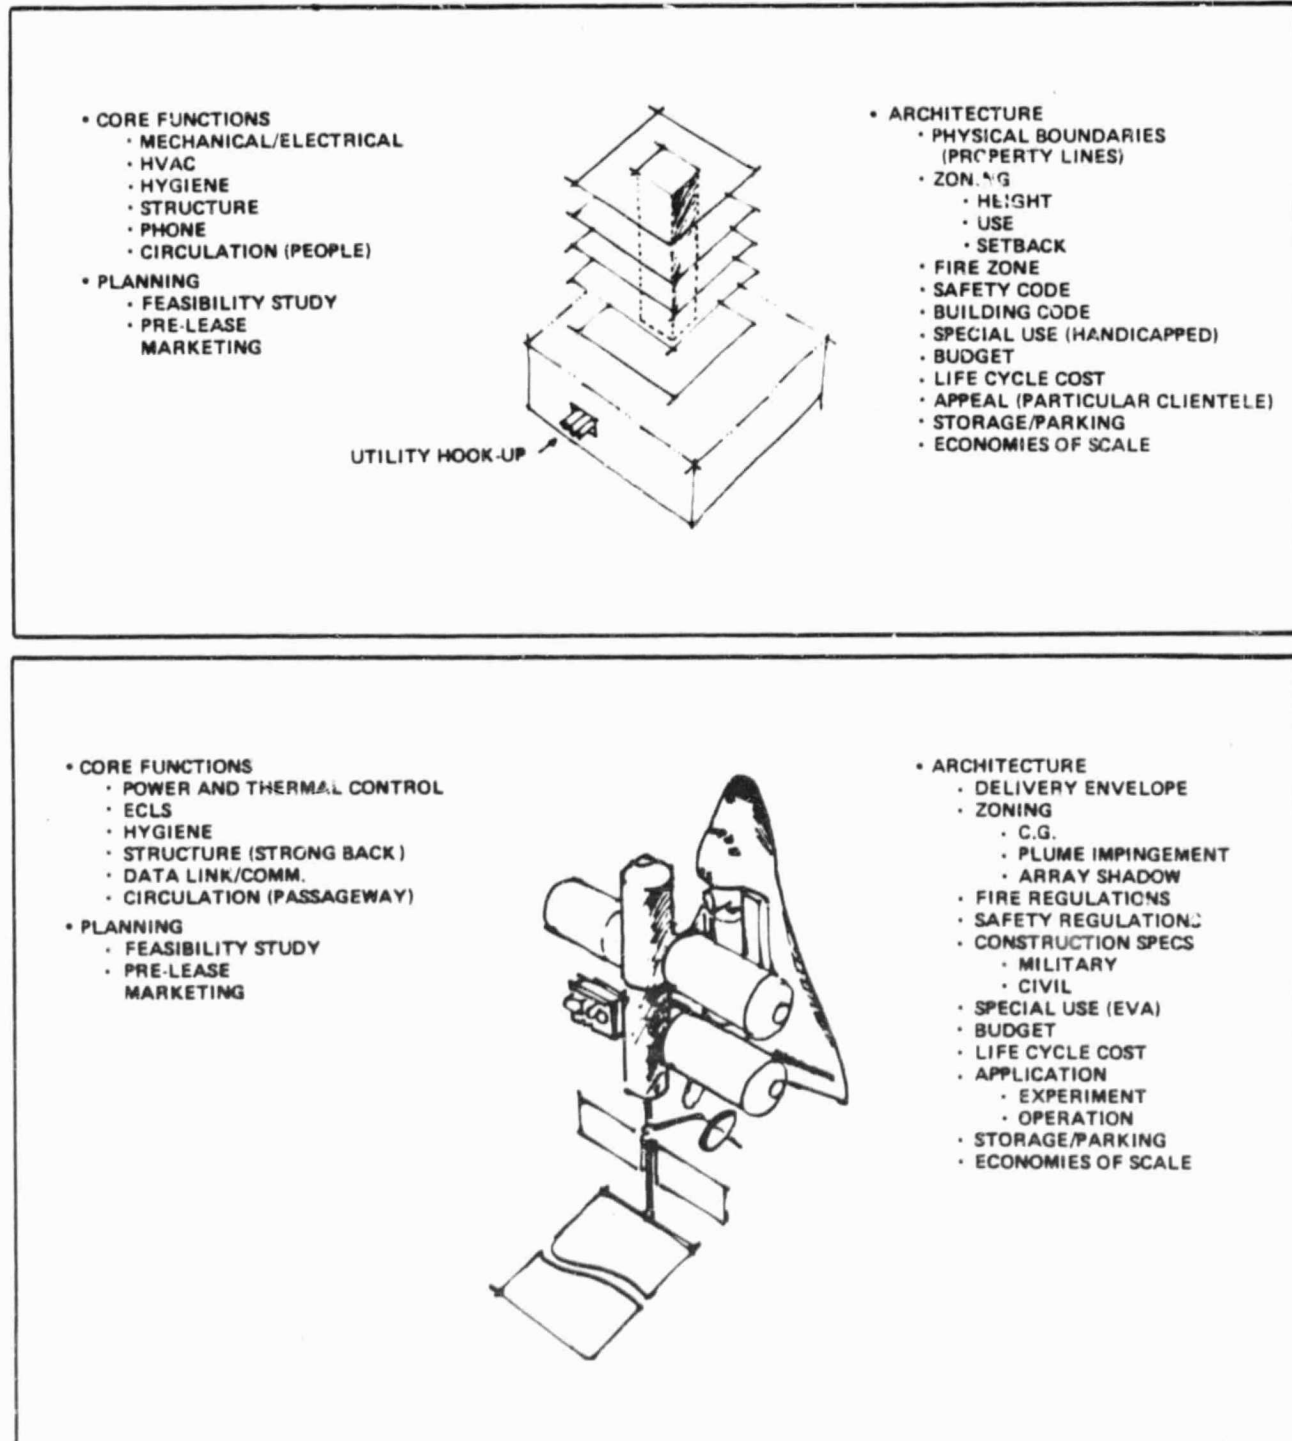 • CORE FUNCTIONS
• MECHANICAL/ELECTRICAL
• HVAC
• HYGIENE
• STRUCTURE
• PHONE
• CIRCULATION (PEOPLE)
• PLANNING
• FEASIBILITY STUDY
• PRE-LEASE
MARKETING
UTILITY HOOK-UP
• ARCHITECTURE
• PHYSICAL BOUNDARIES
(PROPERTY LINES)
• ZONING
• HEIGHT
• USE
• SETBACK
• FIRE ZONE
• SAFETY CODE
• BUILDING CODE
• SPECIAL USE (HANDICAPPED)
• BUDGET
• LIFE CYCLE COST
• APPEAL (PARTICULAR CLIENTELE)
• STORAGE/PARKING
• ECONOMIES OF SCALE
• CORE FUNCTIONS
• POWER AND THERMAL CONTROL
• ECLS
• HYGIENE
• STRUCTURE (STRONG BACK)
• DATA LINK/COMM.
• CIRCULATION (PASSAGEWAY)
• PLANNING
• FEASIBILITY STUDY
• PRE-LEASE
MARKETING
• ARCHITECTURE
• DELIVERY ENVELOPE
• ZONING
• C.G.
• PLUME IMPINGEMENT
• ARRAY SHADOW
• FIRE REGULATIONS
• SAFETY REGULATIONS
• CONSTRUCTION SPECS
• MILITARY
• CIVIL
• SPECIAL USE (EVA)
• BUDGET
• LIFE CYCLE COST
• APPLICATION
• EXPERIMENT
• OPERATION
• STORAGE/PARKING
• ECONOMIES OF SCALE